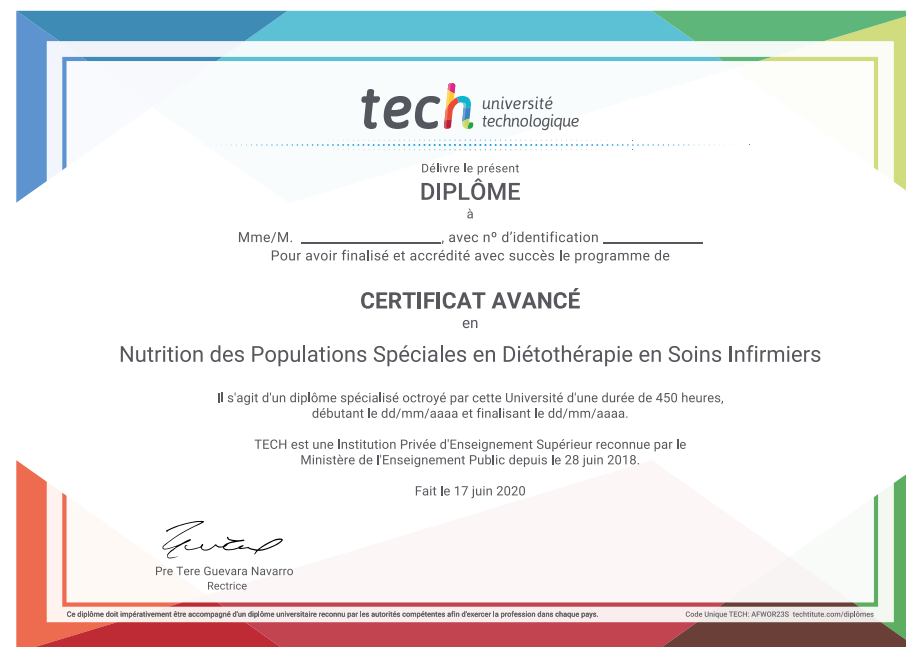 tech université
technologique
Délivre le présent
DIPLÔME
à
Mme/M. ____________________, avec nº d'identification ______________
Pour avoir finalisé et accrédité avec succès le programme de
CERTIFICAT AVANCÉ
en
Nutrition des Populations Spéciales en Diétothérapie en Soins Infirmiers
Il s'agit d'un diplôme spécialisé octroyé par cette Université d'une durée de 450 heures,
débutant le dd/mm/aaaa et finalisant le dd/mm/aaaa.
TECH est une Institution Privée d'Enseignement Supérieur reconnue par le
Ministère de l'Enseignement Public depuis le 28 juin 2018.
Fait le 17 juin 2020
Pre Tere Guevara Navarro
Rectrice
Ce diplôme doit impérativement être accompagné d'un diplôme universitaire reconnu par les autorités compétentes afin d'exercer la profession dans chaque pays.
Code Unique TECH: AFWOR23S techtitute.com/diplômes